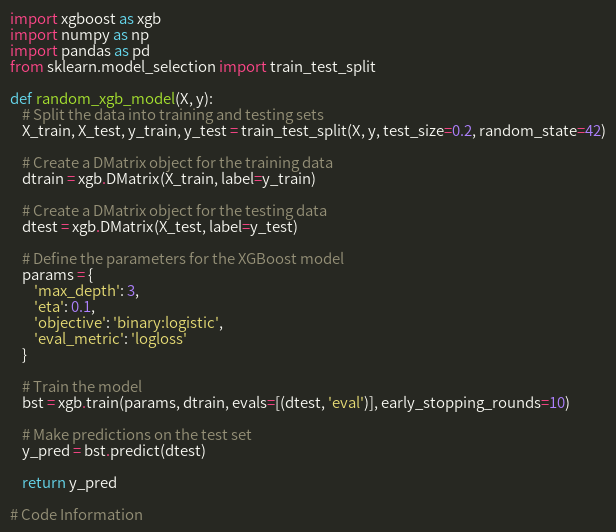 import xgboost as xgb
import numpy as np
import pandas as pd
from sklearn.model_selection import train_test_split

def random_xgb_model(X, y):
    # Split the data into training and testing sets
    X_train, X_test, y_train, y_test = train_test_split(X, y, test_size=0.2, random_state=42)

    # Create a DMatrix object for the training data
    dtrain = xgb.DMatrix(X_train, label=y_train)

    # Create a DMatrix object for the testing data
    dtest = xgb.DMatrix(X_test, label=y_test)

    # Define the parameters for the XGBoost model
    params = {
        'max_depth': 3,
        'eta': 0.1,
        'objective': 'binary:logistic',
        'eval_metric': 'logloss'
    }

    # Train the model
    bst = xgb.train(params, dtrain, evals=[(dtest, 'eval')], early_stopping_rounds=10)

    # Make predictions on the test set
    y_pred = bst.predict(dtest)

    return y_pred

# Code Information